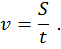 v = S/t .